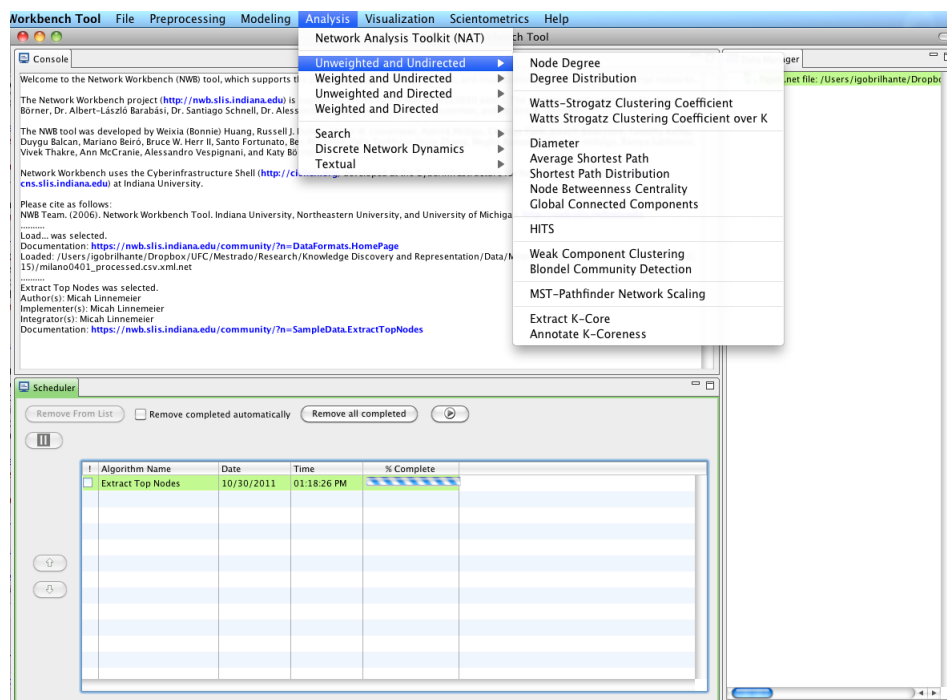 Workbench Tool File Preprocessing Modeling Analysis Visualization Scientometrics Help
Tool
Network Analysis Toolkit (NAT)
Unweighted and Undirected
Weighted and Undirected
Unweighted and Directed
Weighted and Directed
Search
Discrete Network Dynamics
Textual
Node Degree
Degree Distribution
Watts-Strogatz Clustering Coefficient
Watts Strogatz Clustering Coefficient over K
Diameter
Average Shortest Path
Shortest Path Distribution
Node Betweenness Centrality
Global Connected Components
HITS
Weak Component Clustering
Blondel Community Detection
MST-Pathfinder Network Scaling
Extract K-Core
Annotate K-Coreness
Console
Welcome to the Network Workbench (NWB) tool, which supports
The Network Workbench project (http://nwb.slis.indiana.edu) is
Börner, Dr. Albert-László Barabási, Dr. Santiago Schnell, Dr.
The NWB tool was developed by Weixia (Bonnie) Huang, Russell J.
Duygu Balcan, Mariano Beiró, Bruce W. Herr II, Santo Fortunato,
Vivek Thakre, Ann McCranie, Alessandro Vespignani, and Katy
Network Workbench uses the Cyberinfrastructure Shell
cns.slis.indiana.edu) at Indiana University.
Please cite as follows:
NWB Team. (2006). Network Workbench Tool. Indiana University, Northeastern University, and University of
..........
Load... was selected.
Documentation: https://nwb.slis.indiana.edu/community/?n=DataFormats.HomePage
Loaded: /Users/igobrilhante/Dropbox/UFC/Mestrado/Research/Knowledge Discovery and Representation/Data/
15)/milano0401_processed.csv.xml.net
..........
Extract Top Nodes was selected.
Author(s): Micah Linnemeier
Implementer(s): Micah Linnemeier
Integrator(s): Micah Linnemeier
Documentation: https://nwb.slis.indiana.edu/community/?n=SampleData.ExtractTopNodes
.net file: /Users/igobrilhante/
Scheduler
Remove From List Remove completed automatically Remove all completed
! Algorithm Name Date Time % Complete
Extract Top Nodes 10/30/2011 01:18:26 PM